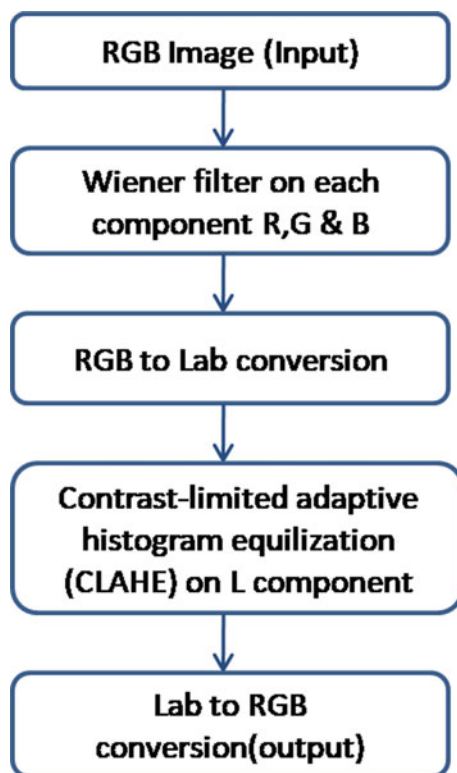 RGB Image (Input)
Wiener filter on each
component R,G & B
RGB to Lab conversion
Contrast-limited adaptive
histogram equilization
(CLAHE) on L component
Lab to RGB
conversion(output)